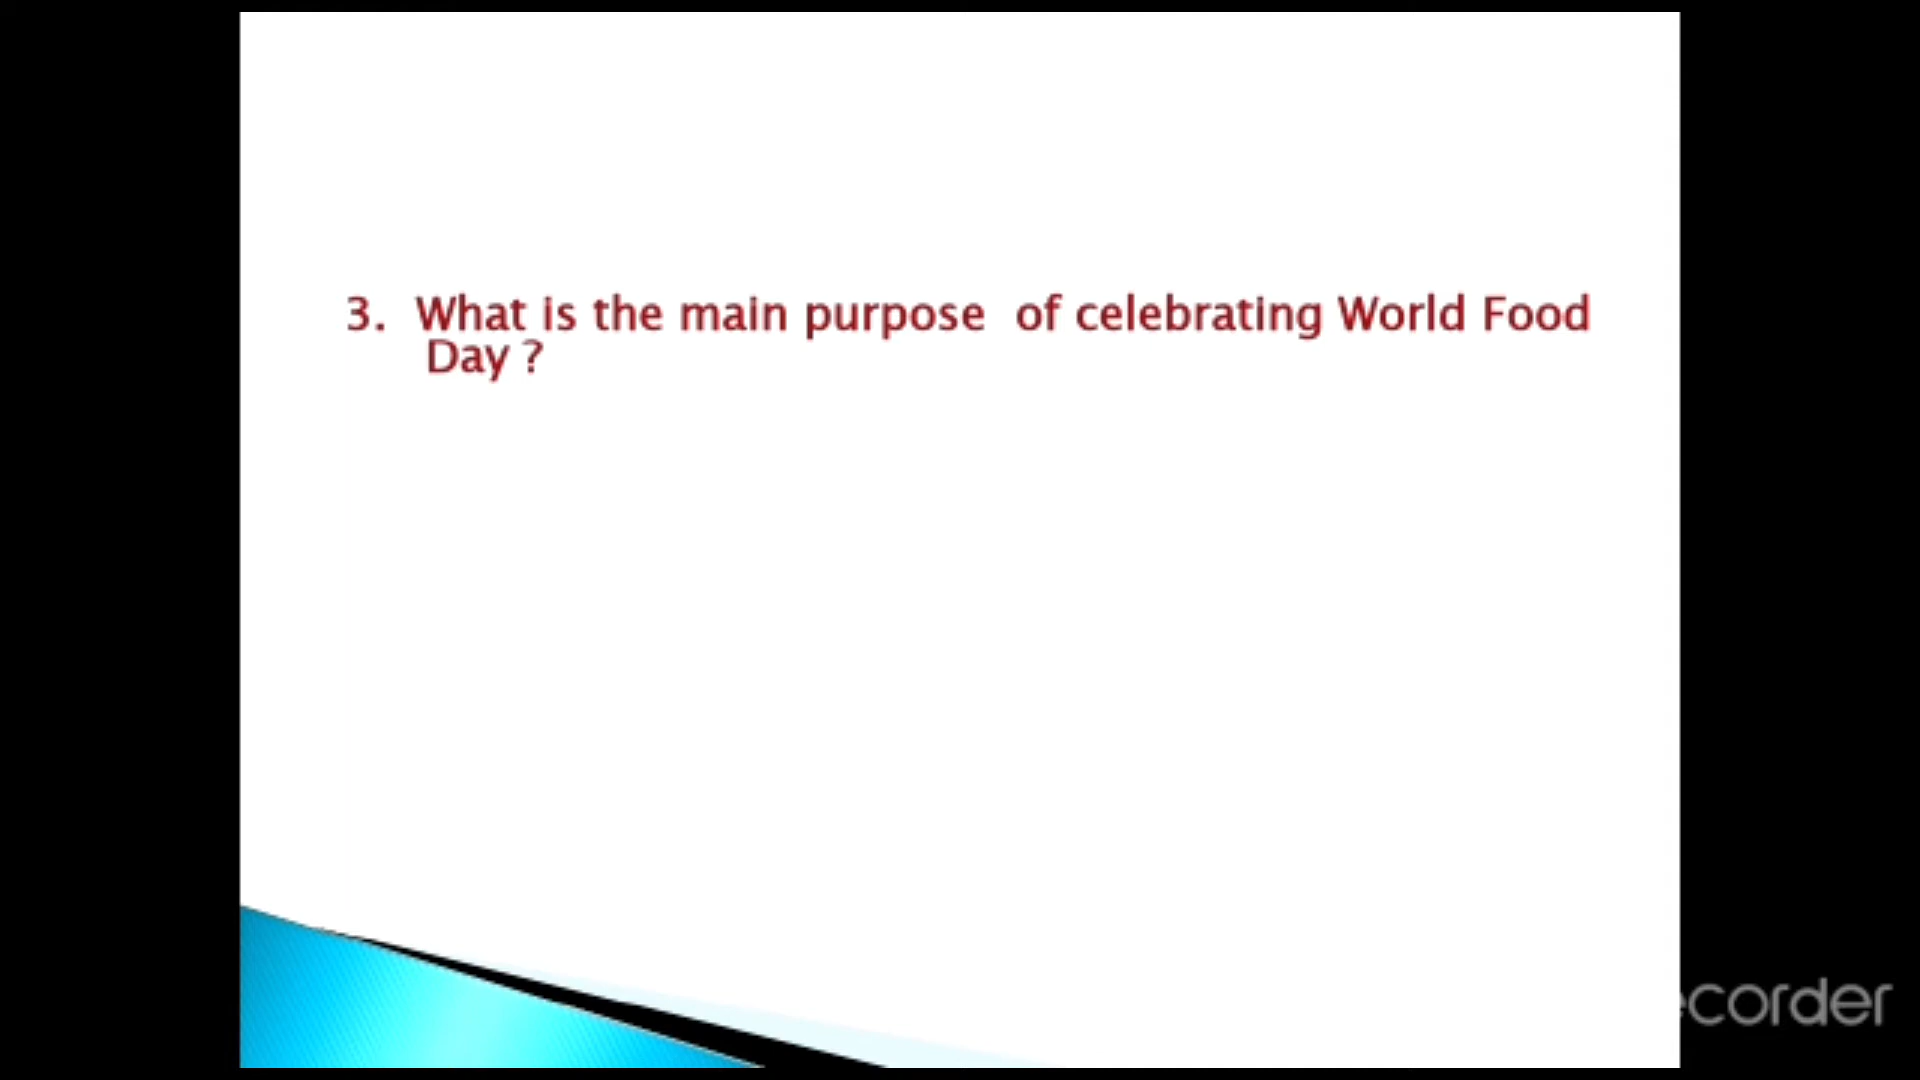 3. What is the main purpose of celebrating World Food
Day ?
corder